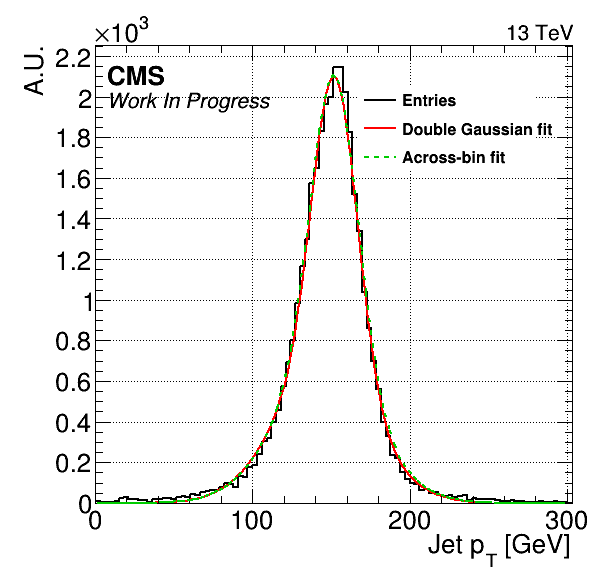 ×10³
13 TeV
A.U.
CMS
Work In Progress
Entries
Double Gaussian fit
Across-bin fit
2.2
2
1.8
1.6
1.4
1.2
1
0.8
0.6
0.4
0.2
0
0 100 200 300
Jet p_T [GeV]